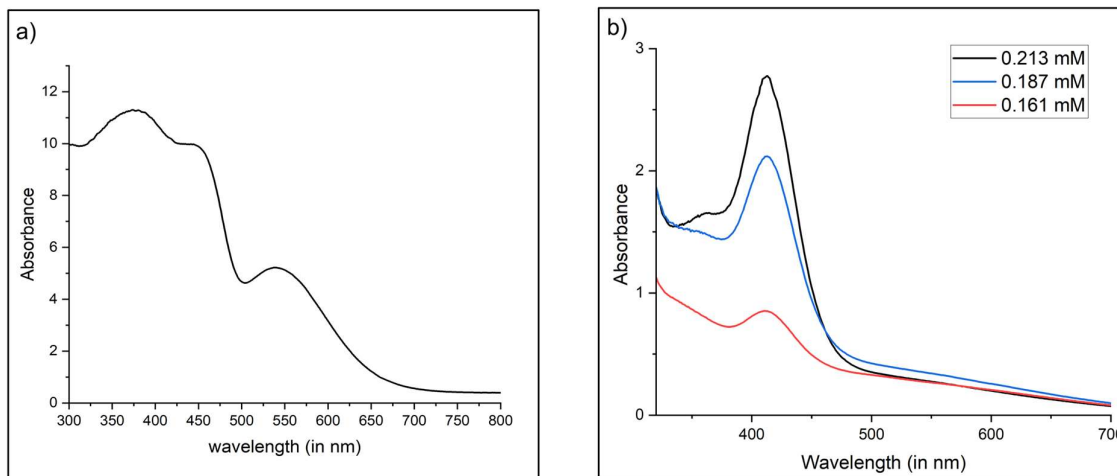 a)
Absorbance
12
10
8
6
4
2
0
300 350 400 450 500 550 600 650 700 750 800
wavelength (in nm)
b)
0.213 mM
0.187 mM
0.161 mM
Absorbance
3
2
1
0
400 500 600 700
Wavelength (in nm)